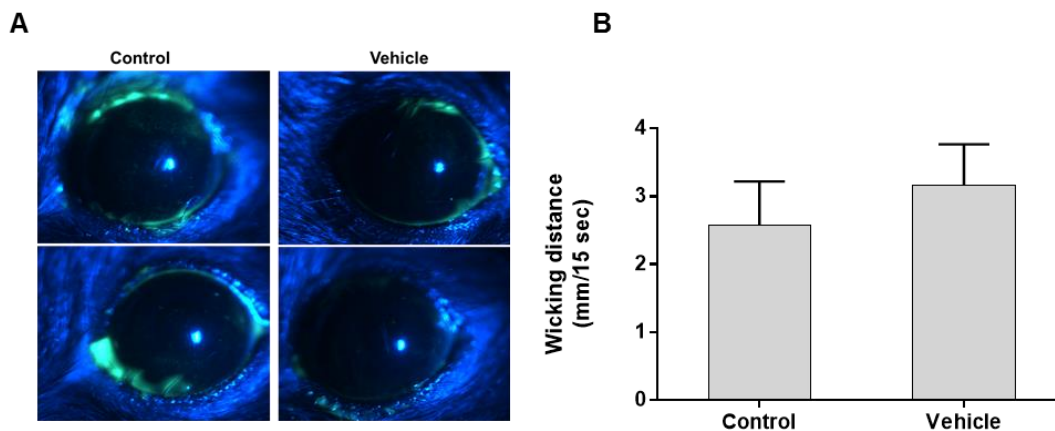 A
B
Control
Vehicle
Wicking distance
(mm/15 sec)
4
3
2
1
0
Control
Vehicle